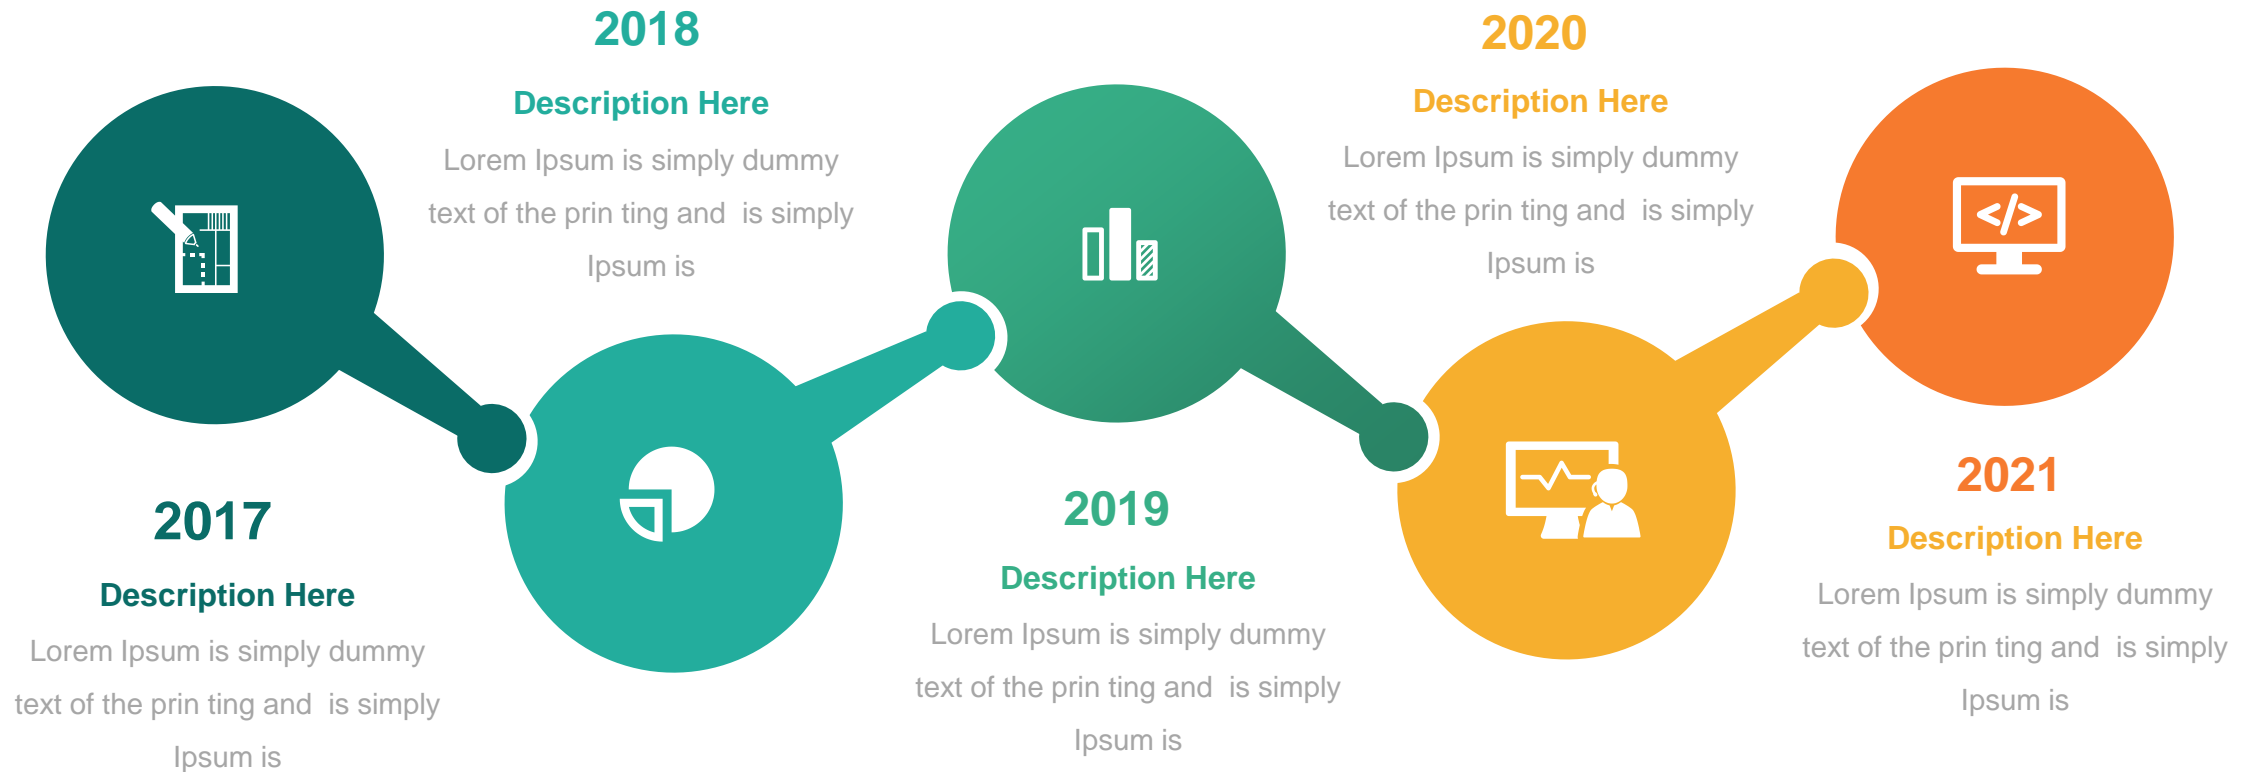 2017
Description Here
Lorem Ipsum is simply dummy
text of the prin ting and  is simply
Ipsum is
2018
Description Here
Lorem Ipsum is simply dummy
text of the prin ting and  is simply
Ipsum is
2019
Description Here
Lorem Ipsum is simply dummy
text of the prin ting and  is simply
Ipsum is
2020
Description Here
Lorem Ipsum is simply dummy
text of the prin ting and  is simply
Ipsum is
</>
2021
Description Here
Lorem Ipsum is simply dummy
text of the prin ting and  is simply
Ipsum is